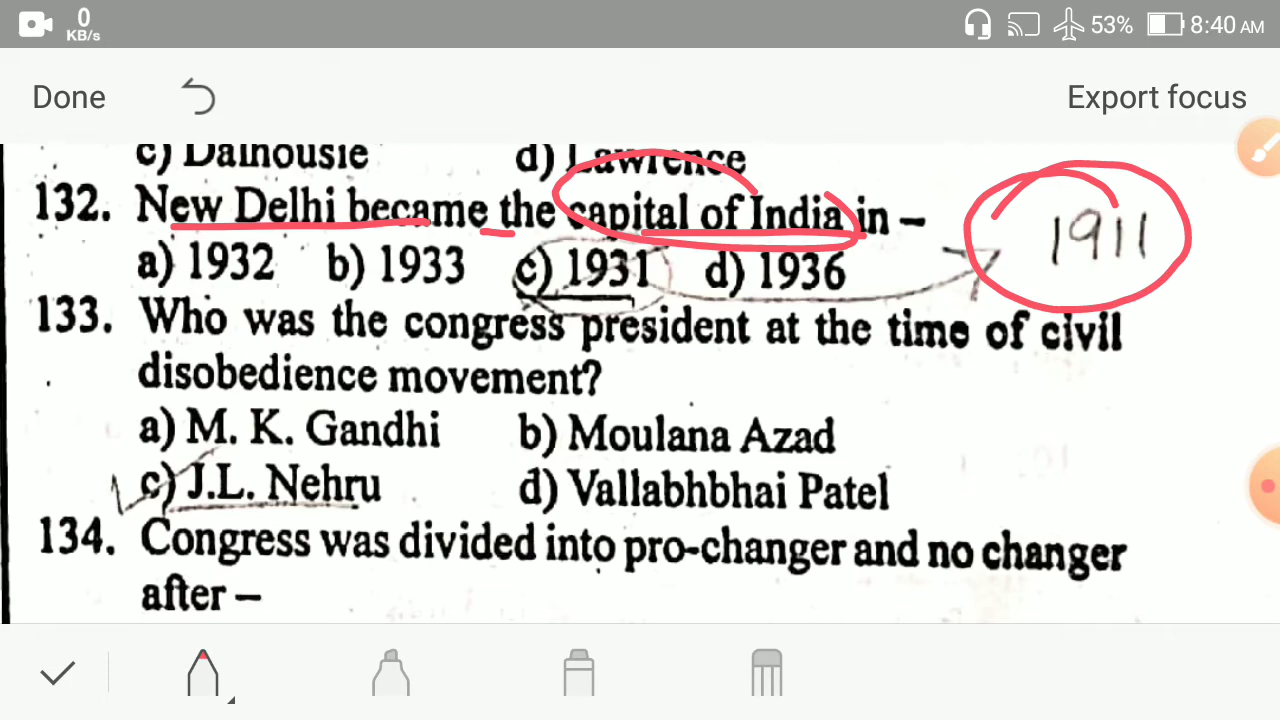 0
KB/s
53% 8:40 AM
Done Export focus
c) Dalhousie d) Lawrence
132. New Delhi became the capital of India in – 1911
a) 1932 b) 1933 c) 1931 d) 1936
133. Who was the congress president at the time of civil
disobedience movement?
a) M. K. Gandhi b) Moulana Azad
c) J.L. Nehru d) Vallabhbhai Patel
134. Congress was divided into pro-changer and no changer
after –